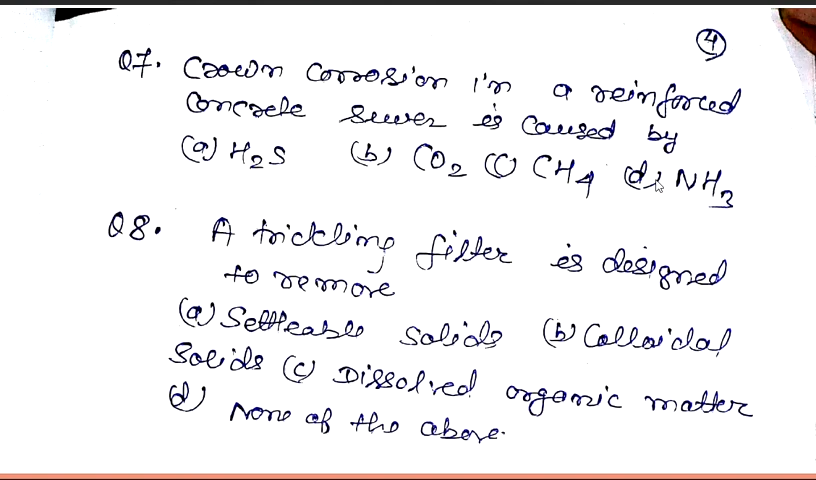 4
Q7. Crown Corrosion in a reinforced
Concrete Sewer is Caused by
(a) H2S (b) CO2 (c) CH4 (d) NH3
Q8. A trickling filter is designed
to remove
(a) Settleable Solids (b) Colloidal
Solids (c) Dissolved organic matter
(d) None of the above.